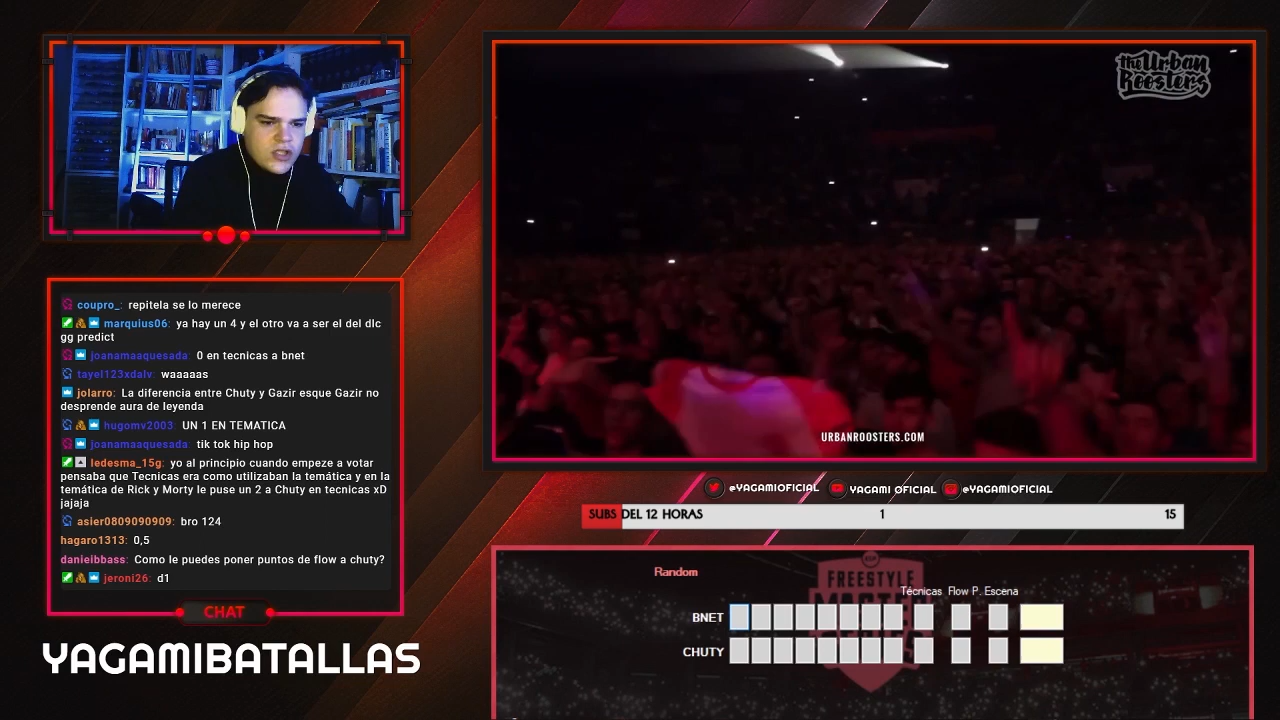 the Urban
Roosters
coupro_: repitela se lo merece
marquius06: ya hay un 4 y el otro va a ser el del dlc
gg predict
joanamaaquesada: 0 en tecnicas a bnet
tayel123xdalv: waaaaas
jolarro: La diferencia entre Chuty y Gazir esque Gazir no
desprende aura de leyenda
hugomv2003: UN 1 EN TEMATICA
joanamaaquesada: tik tok hip hop
ledesma_15g: yo al principio cuando empeze a votar
pensaba que Tecnicas era como utilizaban la temática y en la
temática de Rick y Morty le puse un 2 a Chuty en tecnicas xD
jajaja
asier0809090909: bro 124
hagaro1313: 0,5
danieibbass: Como le puedes poner puntos de flow a chuty?
jeroni26: d1
CHAT
YAGAMIBATALLAS
URBANROOSTERS.COM
@YAGAMIOFICIAL YAGAMI OFICIAL @YAGAMIOFICIAL
SUBS DEL 12 HORAS 1 15
Random
FREESTYLE
Técnicas Flow P. Escena
BNET
CHUTY